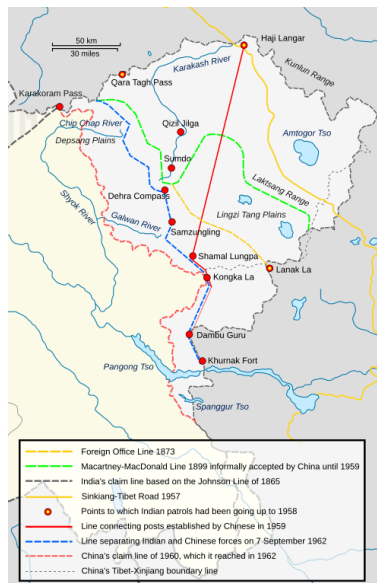 50 km
30 miles
Haji Langar
Karakash River
Kunlun Range
Qara Tagh Pass
Karakoram Pass
Chip Chap River
Qizil Jilga
Amtogor Tso
Depsang Plains
Sumdo
Laktsang Range
Dehra Compass
Shyok River
Lingzi Tang Plains
Galwan River
Samzungling
Shamal Lungpa
Lanak La
Kongka La
Dambu Guru
Khurnak Fort
Pangong Tso
Spanggur Tso
Foreign Office Line 1873
Macartney-MacDonald Line 1899 informally accepted by China until 1959
India's claim line based on the Johnson Line of 1865
Sinkiang-Tibet Road 1957
Points to which Indian patrols had been going up to 1958
Line connecting posts established by Chinese in 1959
Line separating Indian and Chinese forces on 7 September 1962
China's claim line of 1960, which it reached in 1962
China's Tibet-Xinjiang boundary line